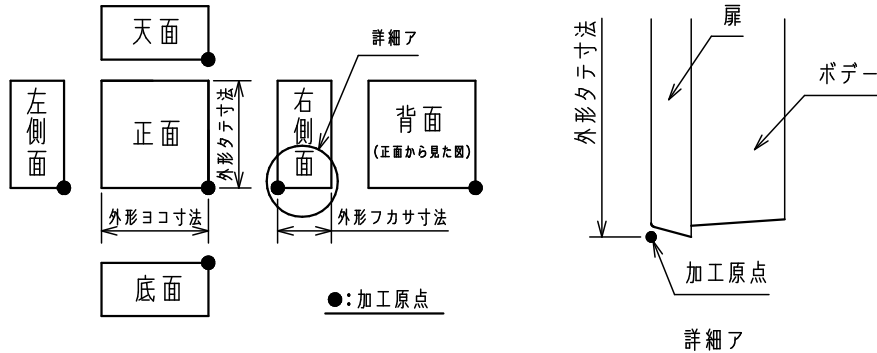 天面
詳細ア
左側面
正面
外形タテ寸法
右側面
背面
(正面から見た図)
外形ヨコ寸法
外形フカサ寸法
底面
●:加工原点
外形タテ寸法
扉
ボデー
加工原点
詳細ア